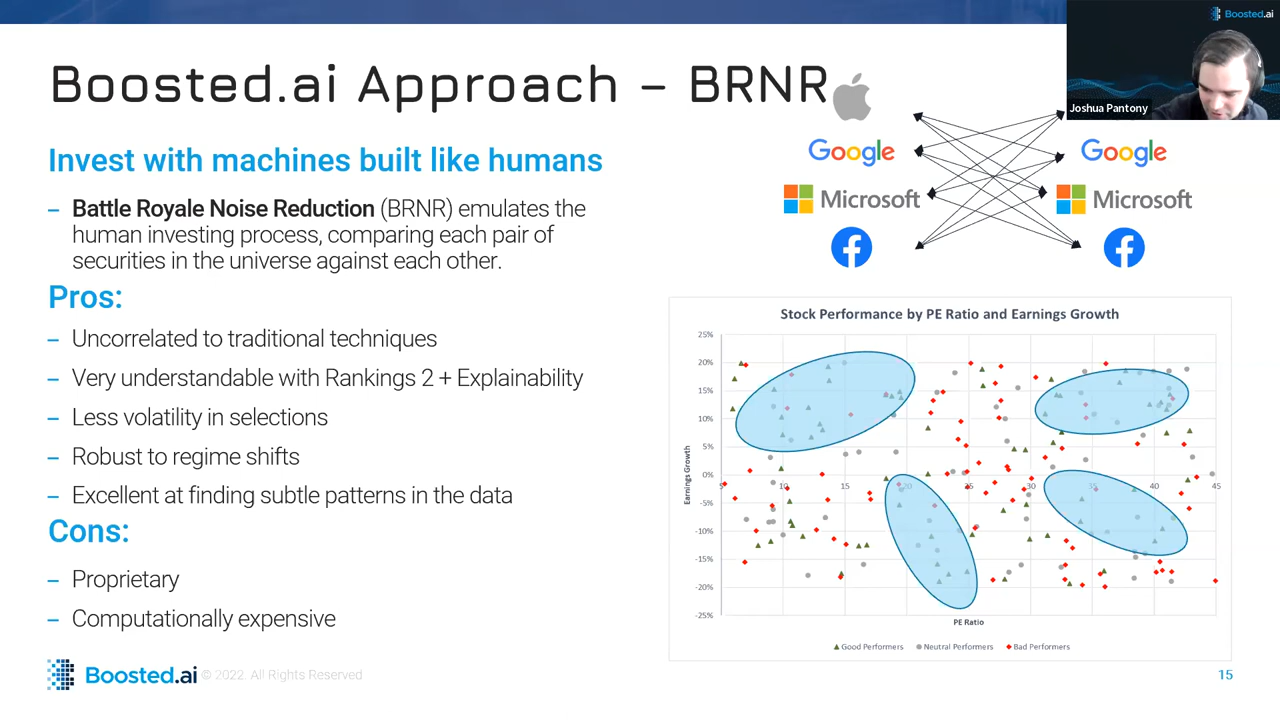 Boosted.ai
Joshua Pantony
Boosted.ai Approach – BRNR
Invest with machines built like humans
– Battle Royale Noise Reduction (BRNR) emulates the
human investing process, comparing each pair of
securities in the universe against each other.
Pros:
– Uncorrelated to traditional techniques
– Very understandable with Rankings 2 + Explainability
– Less volatility in selections
– Robust to regime shifts
– Excellent at finding subtle patterns in the data
Cons:
– Proprietary
– Computationally expensive
Google
Google
Microsoft
Microsoft
Stock Performance by PE Ratio and Earnings Growth
25%
20%
15%
10%
5%
0%
-5%
-10%
-15%
-20%
-25%
Earnings Growth
5 10 15 20 25 30 35 40 45
PE Ratio
Good Performers Neutral Performers Bad Performers
Boosted.ai © 2022. All Rights Reserved
15